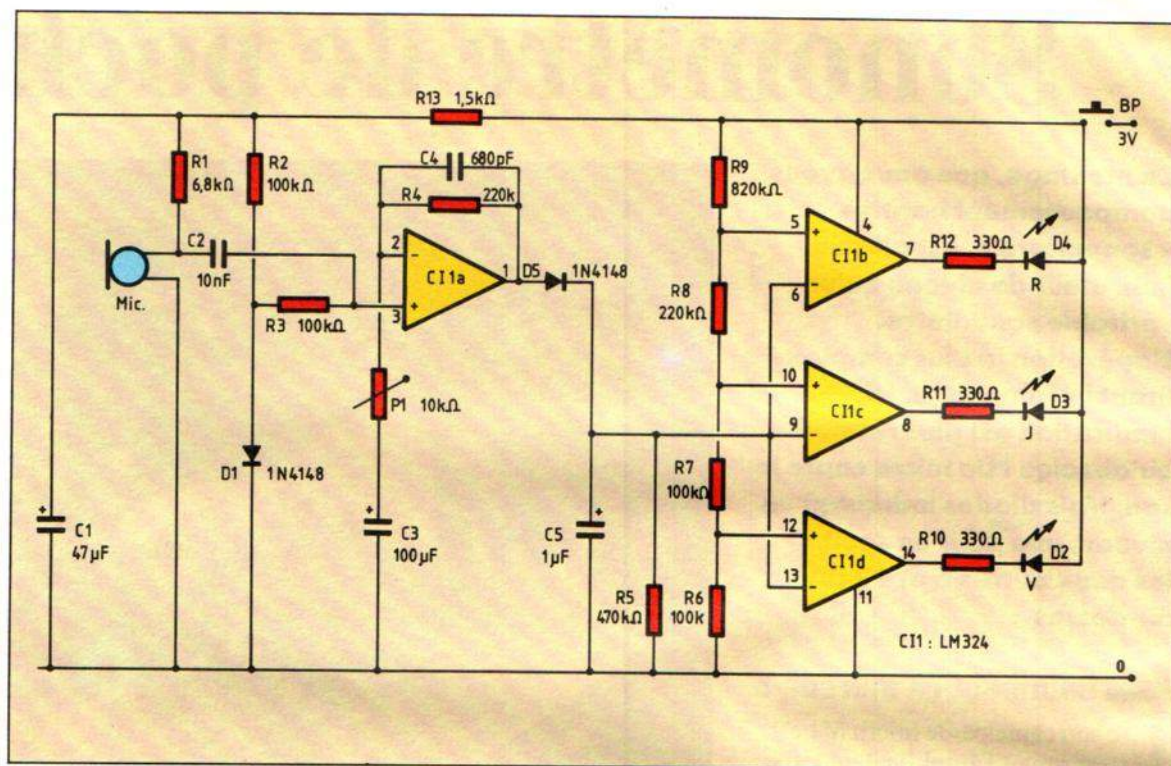 R13 1,5kΩ
BP
3V
C4 680pF
R1
6,8kΩ
R2
100kΩ
R4 220k
R9
820kΩ
C2
10nF
2
-
CI1a
1
D5
1N4148
+
3
5
+
4
CI1b
7
R12 330Ω
D4
-
6
R
Mic.
R3 100kΩ
R8
220kΩ
P1 10kΩ
10
+
CI1c
R11 330Ω
D3
9
-
8
J
D1 1N4148
R7
100kΩ
12
+
CI1d
14
R10 330Ω
D2
13
-
11
V
+
C1
47µF
+
C3
100µF
+
C5
1µF
R5
470kΩ
R6
100k
CI1 : LM324
0